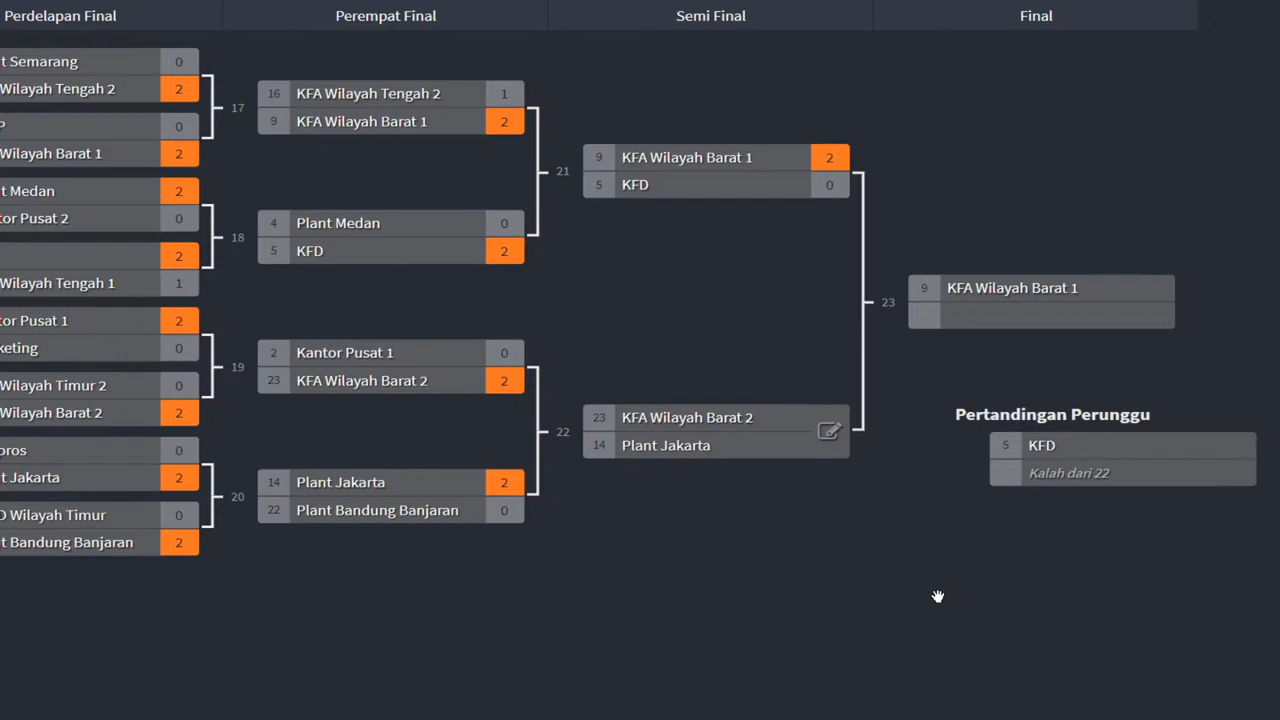 Perdelapan Final
Perempat Final
Semi Final
Final
t Semarang 0
Wilayah Tengah 2 2
P 0
Wilayah Barat 1 2
t Medan 2
tor Pusat 2 0
2
Wilayah Tengah 1 1
tor Pusat 1 2
keting 0
Wilayah Timur 2 0
Wilayah Barat 2 2
pros 0
t Jakarta 2
D Wilayah Timur 0
t Bandung Banjaran 2
17
18
19
20
16 KFA Wilayah Tengah 2 1
9 KFA Wilayah Barat 1 2
4 Plant Medan 0
5 KFD 2
2 Kantor Pusat 1 0
23 KFA Wilayah Barat 2 2
14 Plant Jakarta 2
22 Plant Bandung Banjaran 0
21
22
9 KFA Wilayah Barat 1 2
5 KFD 0
23 KFA Wilayah Barat 2
14 Plant Jakarta
23
9 KFA Wilayah Barat 1
Pertandingan Perunggu
5 KFD
Kalah dari 22